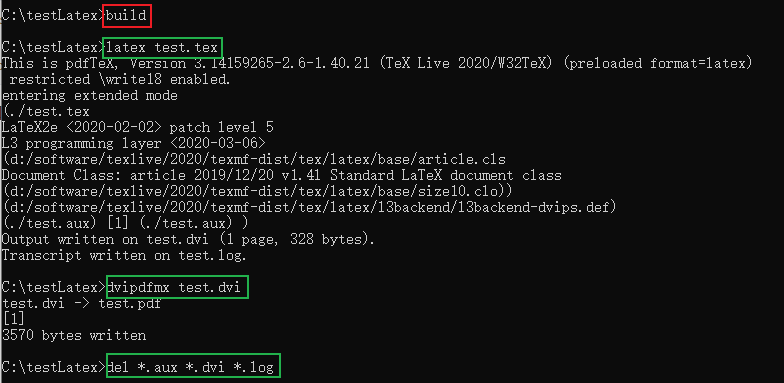 C:\testLatex>build
C:\testLatex>latex test.tex
This is pdfTeX, Version 3.14159265-2.6-1.40.21 (TeX Live 2020/W32TeX) (preloaded format=latex)
 restricted \write18 enabled.
entering extended mode
(./test.tex
LaTeX2e <2020-02-02> patch level 5
L3 programming layer <2020-03-06>
(d:/software/texlive/2020/texmf-dist/tex/latex/base/article.cls
Document Class: article 2019/12/20 v1.41 Standard LaTeX document class
(d:/software/texlive/2020/texmf-dist/tex/latex/base/size10.clo))
(d:/software/texlive/2020/texmf-dist/tex/latex/l3backend/l3backend-dvips.def)
(./test.aux) [1] (./test.aux) )
Output written on test.dvi (1 page, 328 bytes).
Transcript written on test.log.
C:\testLatex>dvipdfmx test.dvi
test.dvi -> test.pdf
[1]
3570 bytes written
C:\testLatex>del *.aux *.dvi *.log